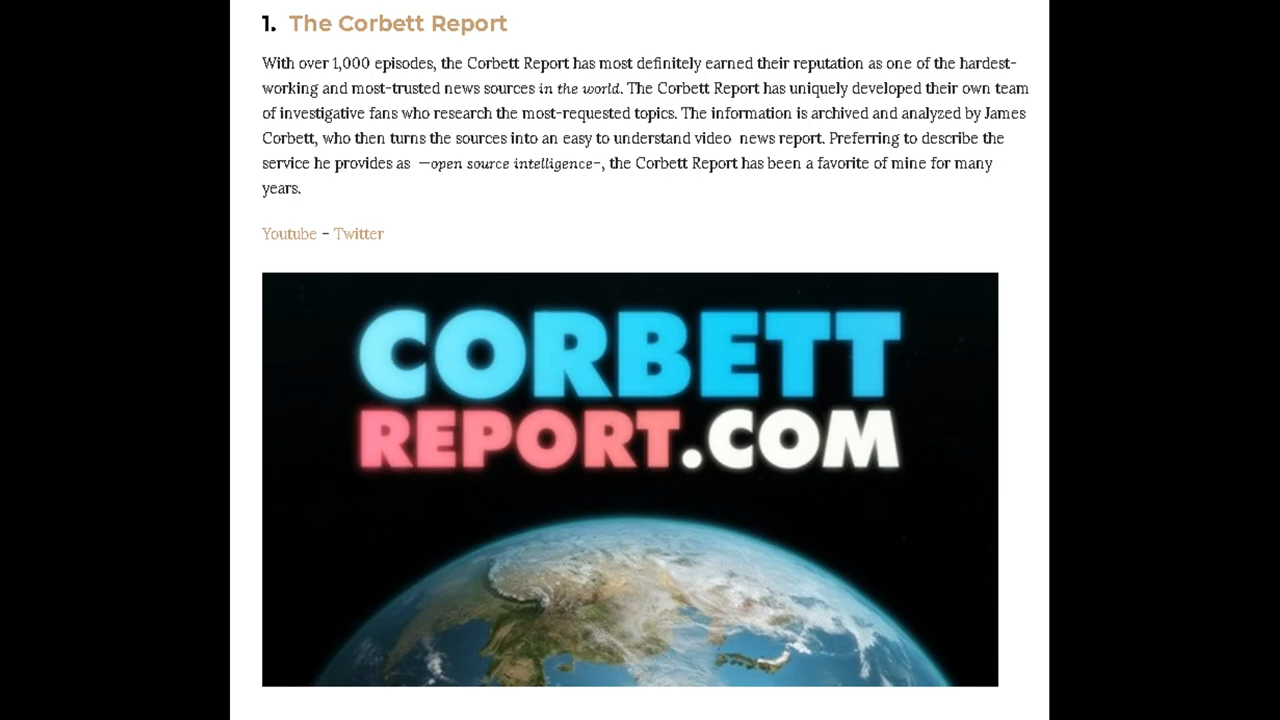 1. The Corbett Report
With over 1,000 episodes, the Corbett Report has most definitely earned their reputation as one of the hardest-
working and most-trusted news sources in the world. The Corbett Report has uniquely developed their own team
of investigative fans who research the most-requested topics. The information is archived and analyzed by James
Corbett, who then turns the sources into an easy to understand video news report. Preferring to describe the
service he provides as —open source intelligence–, the Corbett Report has been a favorite of mine for many
years.
Youtube – Twitter
CORBETT
REPORT.COM